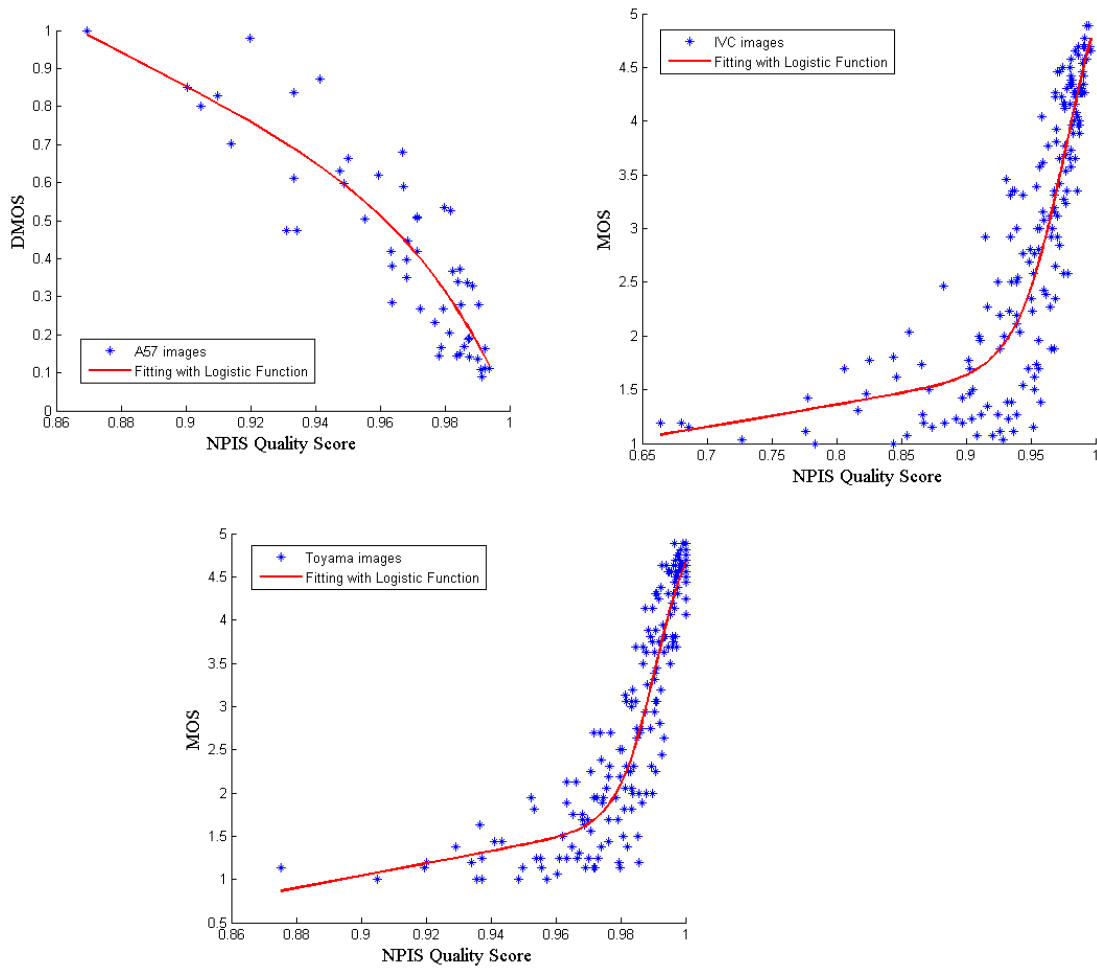 1
0.9
0.8
0.7
0.6
0.5
0.4
0.3
0.2
0.1
0
DMOS
A57 images
Fitting with Logistic Function
0.86 0.88 0.9 0.92 0.94 0.96 0.98 1
NPIS Quality Score
5
4.5
4
3.5
3
2.5
2
1.5
1
MOS
IVC images
Fitting with Logistic Function
0.65 0.7 0.75 0.8 0.85 0.9 0.95 1
NPIS Quality Score
5
4.5
4
3.5
3
2.5
2
1.5
1
0.5
MOS
Toyama images
Fitting with Logistic Function
0.86 0.88 0.9 0.92 0.94 0.96 0.98 1
NPIS Quality Score